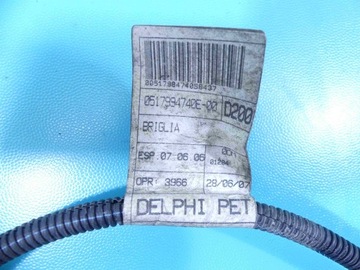 0517994740E-00
D200
BRIGLIA
ESP.07.06.05
OPR: 3956
28/06/07
DELPHI PET